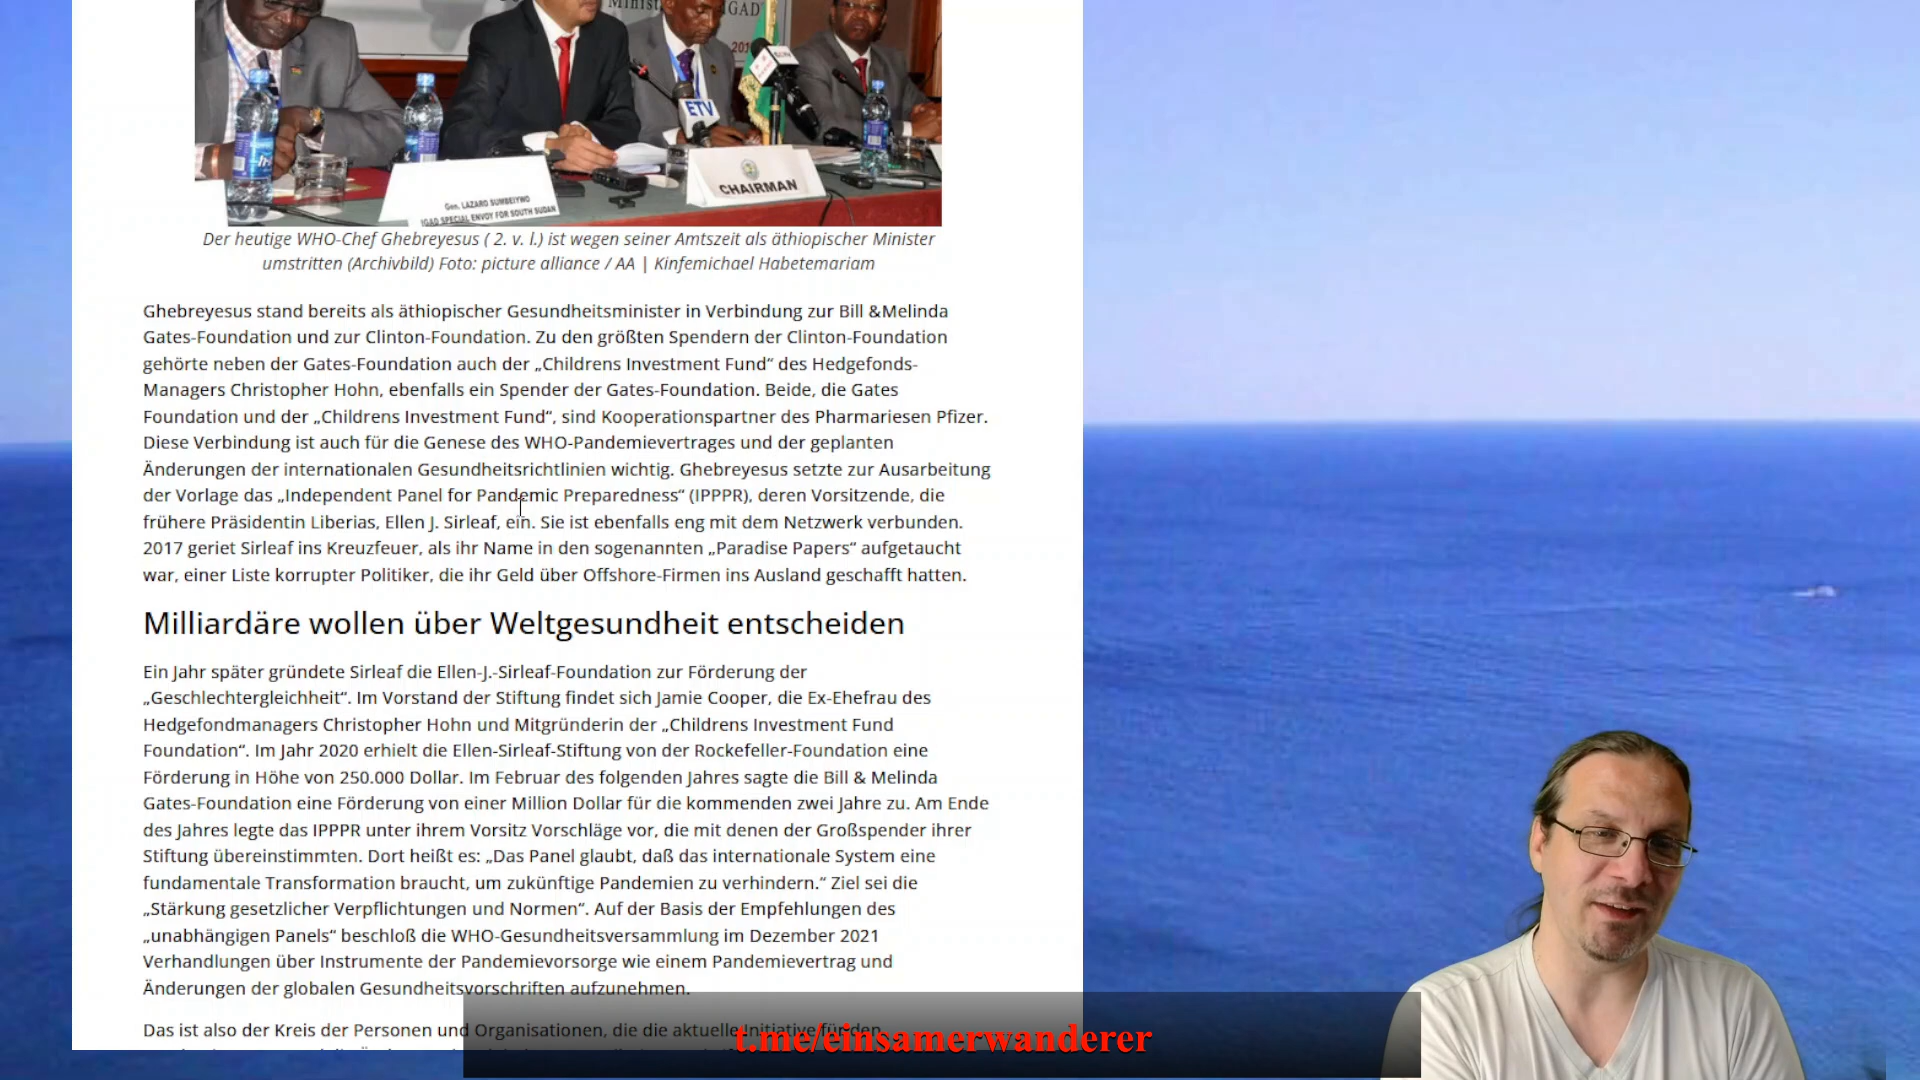 IGAD
201
ETV
CHAIRMAN
Gen. LAZARO SUMBEIYWO
IGAD SPECIAL ENVOY FOR SOUTH SUDAN
Der heutige WHO-Chef Ghebreyesus ( 2. v. l.) ist wegen seiner Amtszeit als äthiopischer Minister
umstritten (Archivbild) Foto: picture alliance / AA | Kinfemichael Habetemariam
Ghebreyesus stand bereits als äthiopischer Gesundheitsminister in Verbindung zur Bill &Melinda
Gates-Foundation und zur Clinton-Foundation. Zu den größten Spendern der Clinton-Foundation
gehörte neben der Gates-Foundation auch der „Childrens Investment Fund“ des Hedgefonds-
Managers Christopher Hohn, ebenfalls ein Spender der Gates-Foundation. Beide, die Gates
Foundation und der „Childrens Investment Fund“, sind Kooperationspartner des Pharmariesen Pfizer.
Diese Verbindung ist auch für die Genese des WHO-Pandemievertrages und der geplanten
Änderungen der internationalen Gesundheitsrichtlinien wichtig. Ghebreyesus setzte zur Ausarbeitung
der Vorlage das „Independent Panel for Pandemic Preparedness“ (IPPPR), deren Vorsitzende, die
frühere Präsidentin Liberias, Ellen J. Sirleaf, ein. Sie ist ebenfalls eng mit dem Netzwerk verbunden.
2017 geriet Sirleaf ins Kreuzfeuer, als ihr Name in den sogenannten „Paradise Papers“ aufgetaucht
war, einer Liste korrupter Politiker, die ihr Geld über Offshore-Firmen ins Ausland geschafft hatten.
Milliardäre wollen über Weltgesundheit entscheiden
Ein Jahr später gründete Sirleaf die Ellen-J.-Sirleaf-Foundation zur Förderung der
„Geschlechtergleichheit“. Im Vorstand der Stiftung findet sich Jamie Cooper, die Ex-Ehefrau des
Hedgefondmanagers Christopher Hohn und Mitgründerin der „Childrens Investment Fund
Foundation“. Im Jahr 2020 erhielt die Ellen-Sirleaf-Stiftung von der Rockefeller-Foundation eine
Förderung in Höhe von 250.000 Dollar. Im Februar des folgenden Jahres sagte die Bill & Melinda
Gates-Foundation eine Förderung von einer Million Dollar für die kommenden zwei Jahre zu. Am Ende
des Jahres legte das IPPPR unter ihrem Vorsitz Vorschläge vor, die mit denen der Großspender ihrer
Stiftung übereinstimmten. Dort heißt es: „Das Panel glaubt, daß das internationale System eine
fundamentale Transformation braucht, um zukünftige Pandemien zu verhindern.“ Ziel sei die
„Stärkung gesetzlicher Verpflichtungen und Normen“. Auf der Basis der Empfehlungen des
„unabhängigen Panels“ beschloß die WHO-Gesundheitsversammlung im Dezember 2021
Verhandlungen über Instrumente der Pandemievorsorge wie einem Pandemievertrag und
Änderungen der globalen Gesundheitsvorschriften aufzunehmen.
Das ist also der Kreis der Personen und Organisationen, die die aktuelle Initiative für den
t.me/einsamerwanderer